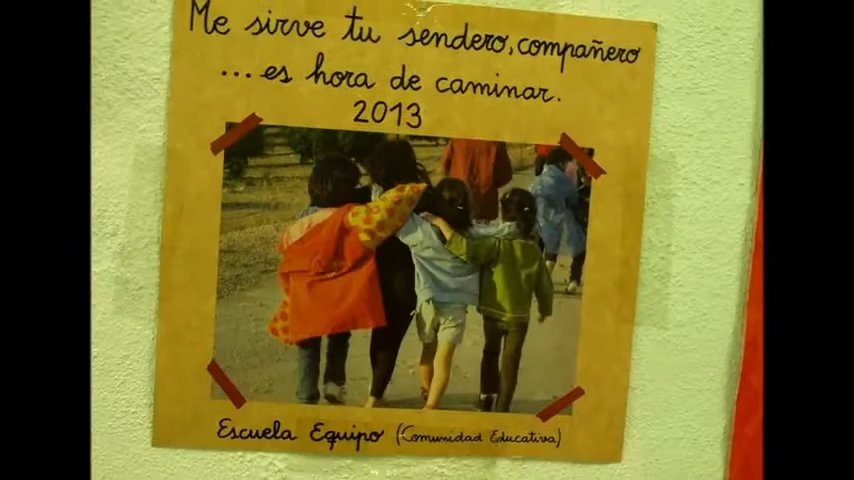 Me sirve tu sendero, compañero
... es hora de caminar.
2013
Escuela Equipo (Comunidad Educativa)